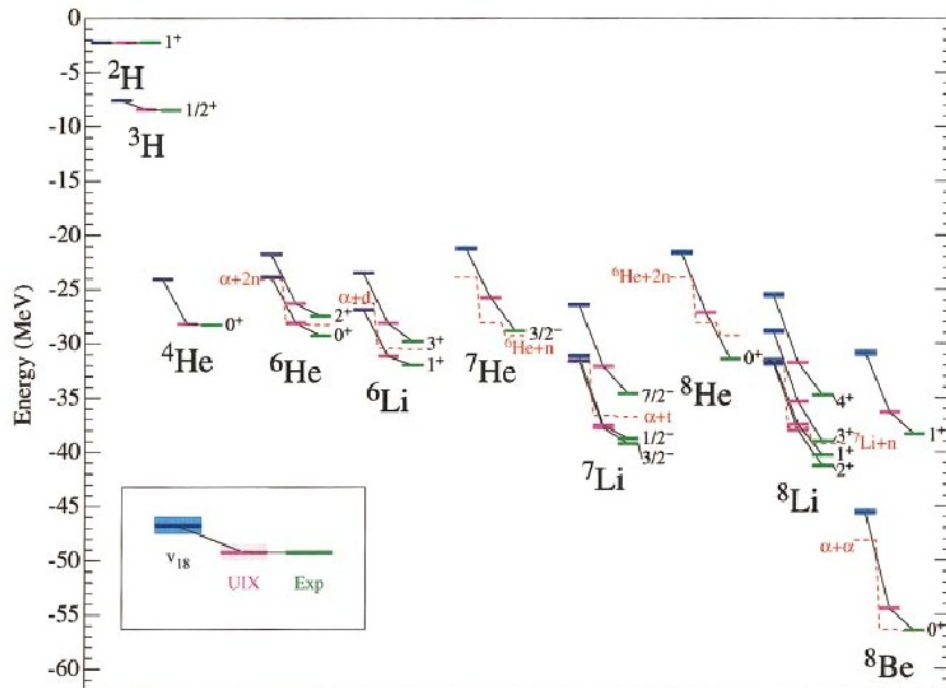 Energy (MeV)
0
-5
-10
-15
-20
-25
-30
-35
-40
-45
-50
-55
-60
1⁺
²H
1/2⁺
³H
0⁺
⁴He
α+2n
2⁺
0⁺
⁶He
α+d
3⁺
1⁺
⁶Li
3/2⁻
⁶He+n
⁷He
7/2⁻
α+t
1/2⁻
3/2⁻
⁷Li
⁶He+2n
0⁺
⁸He
4⁺
3⁺
⁷Li+n
1⁺
2⁺
⁸Li
1⁺
α+α
0⁺
⁸Be
v₁₈
UIX
Exp